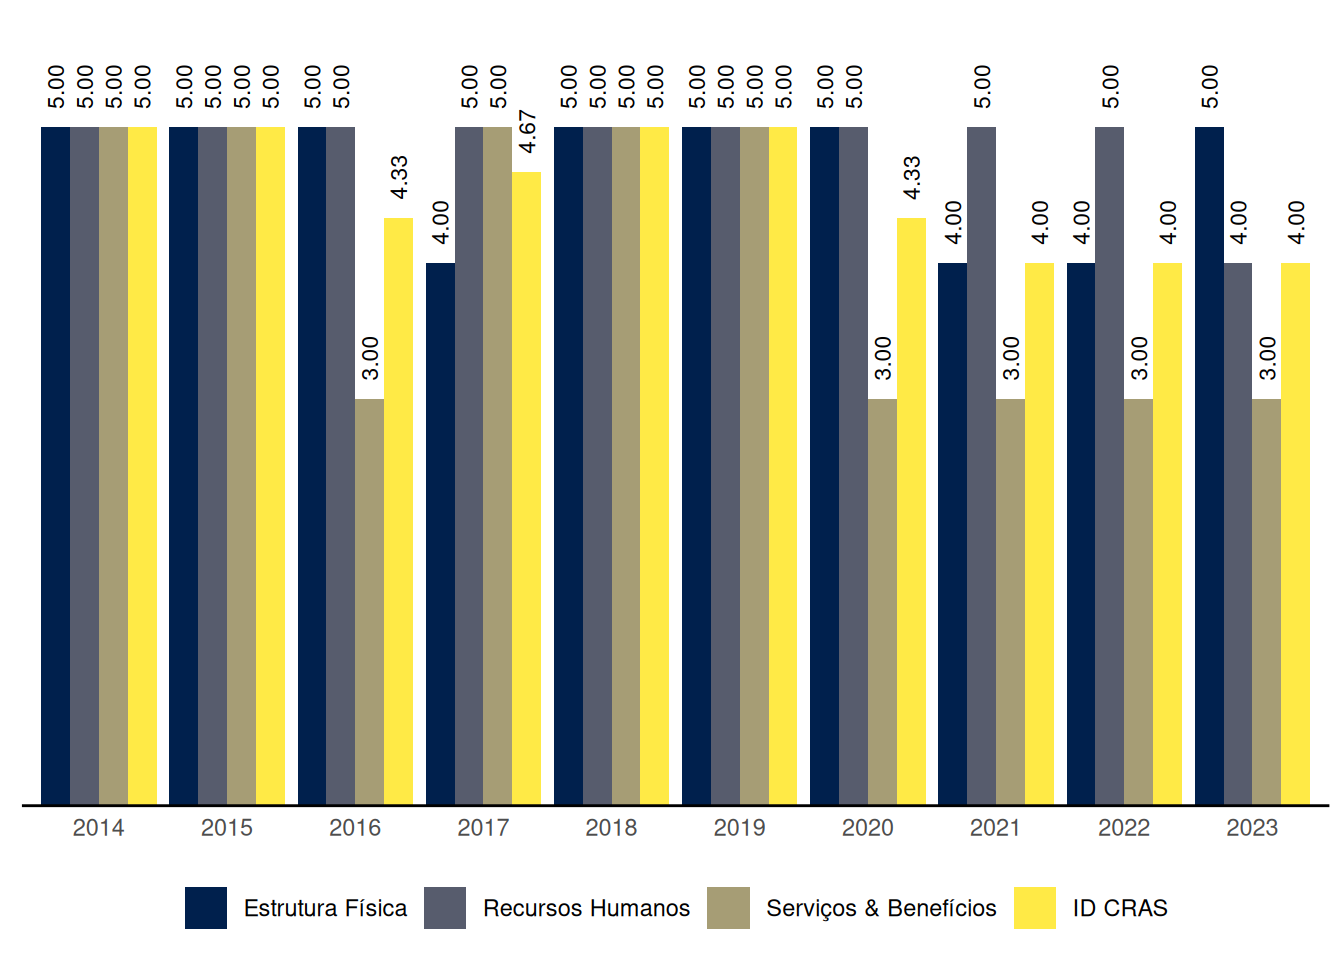 5.00 5.00 5.00 5.00 5.00 5.00 5.00 5.00 5.00 5.00 3.00 4.33 4.00 5.00 5.00 4.67 5.00 5.00 5.00 5.00 5.00 5.00 5.00 5.00 5.00 5.00 3.00 4.33 4.00 5.00 3.00 4.00 4.00 5.00 3.00 4.00 5.00 4.00 3.00 4.00
2014 2015 2016 2017 2018 2019 2020 2021 2022 2023
Estrutura Física Recursos Humanos Serviços & Benefícios ID CRAS